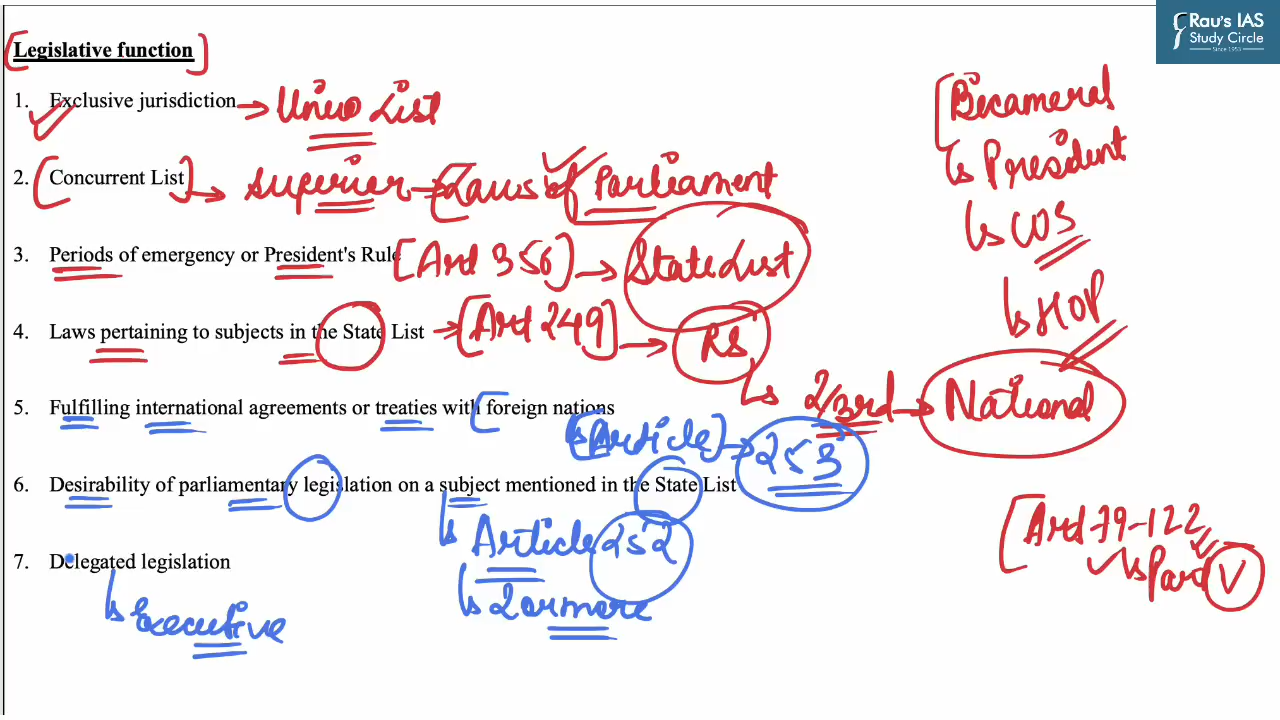 Rau's IAS
Study Circle
Since 1953
[Legislative function]
1. Exclusive jurisdiction → Union List
2. [Concurrent List] → Superior → [Laws of Parliament
3. Periods of emergency or President's Rule [Art 356] → State List
4. Laws pertaining to subjects in the State List → [Art 249] → RS
↳ 2/3rd → National
5. Fulfilling international agreements or treaties with foreign nations
↳ [Article] → 253
6. Desirability of parliamentary legislation on a subject mentioned in the State List
↳ Article 252
↳ 2 or more
7. Delegated legislation
↳ Executive
[Bicameral
↳ President
↳ COS
↳ HOP
[Art 79-122
↳ Part V